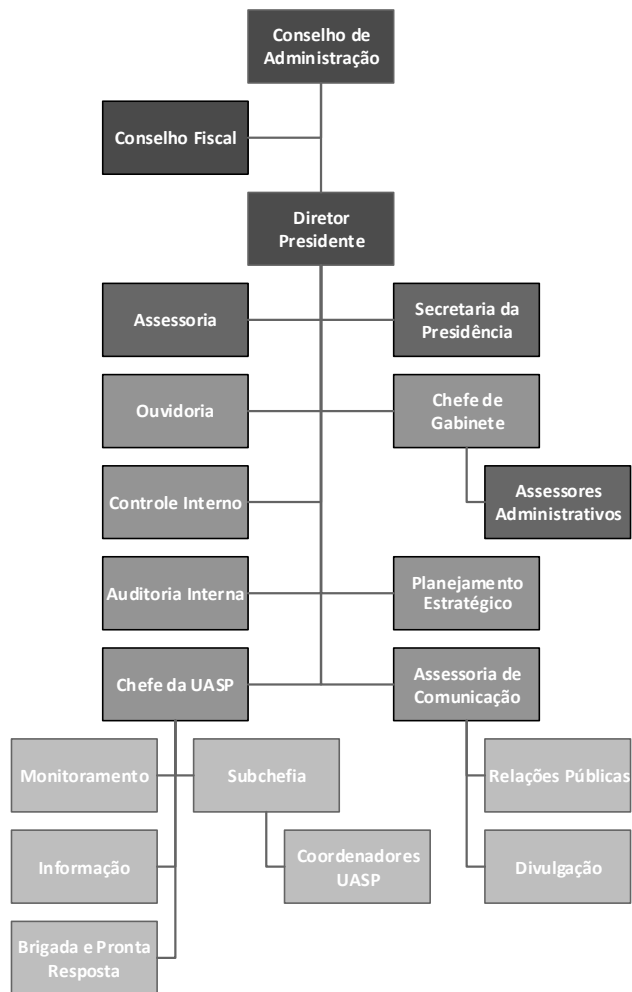 Conselho de
Administração
Conselho Fiscal
Diretor
Presidente
Assessoria
Secretaria da
Presidência
Ouvidoria
Chefe de
Gabinete
Controle Interno
Assessores
Administrativos
Auditoria Interna
Planejamento
Estratégico
Chefe da UASP
Assessoria de
Comunicação
Monitoramento
Subchefia
Relações Públicas
Informação
Coordenadores
UASP
Divulgação
Brigada e Pronta
Resposta